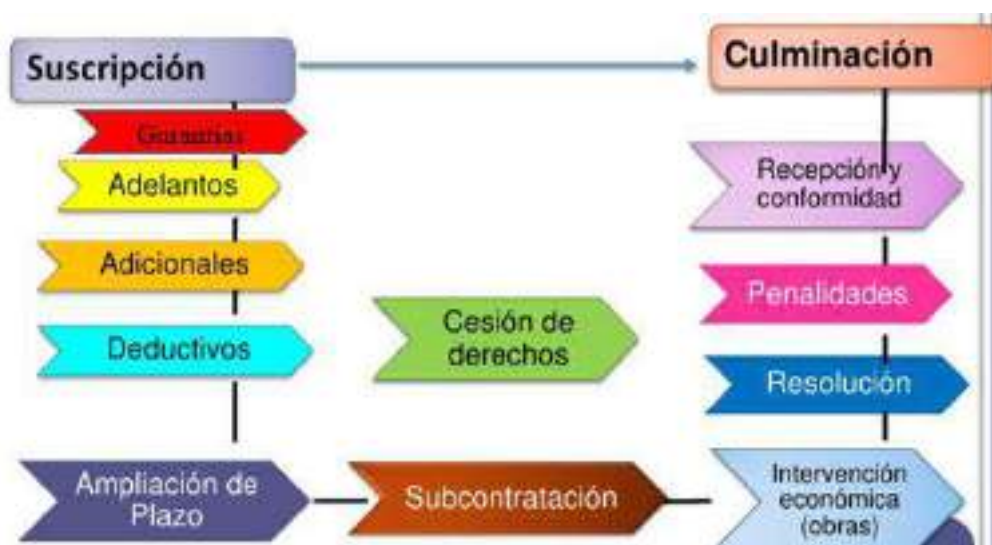 Suscripción
Culminación
Garantías
Adelantos
Adicionales
Deductivos
Ampliación de
Plazo
Cesión de
derechos
Subcontratación
Recepción y
conformidad
Penalidades
Resolución
Intervención
económica
(obras)